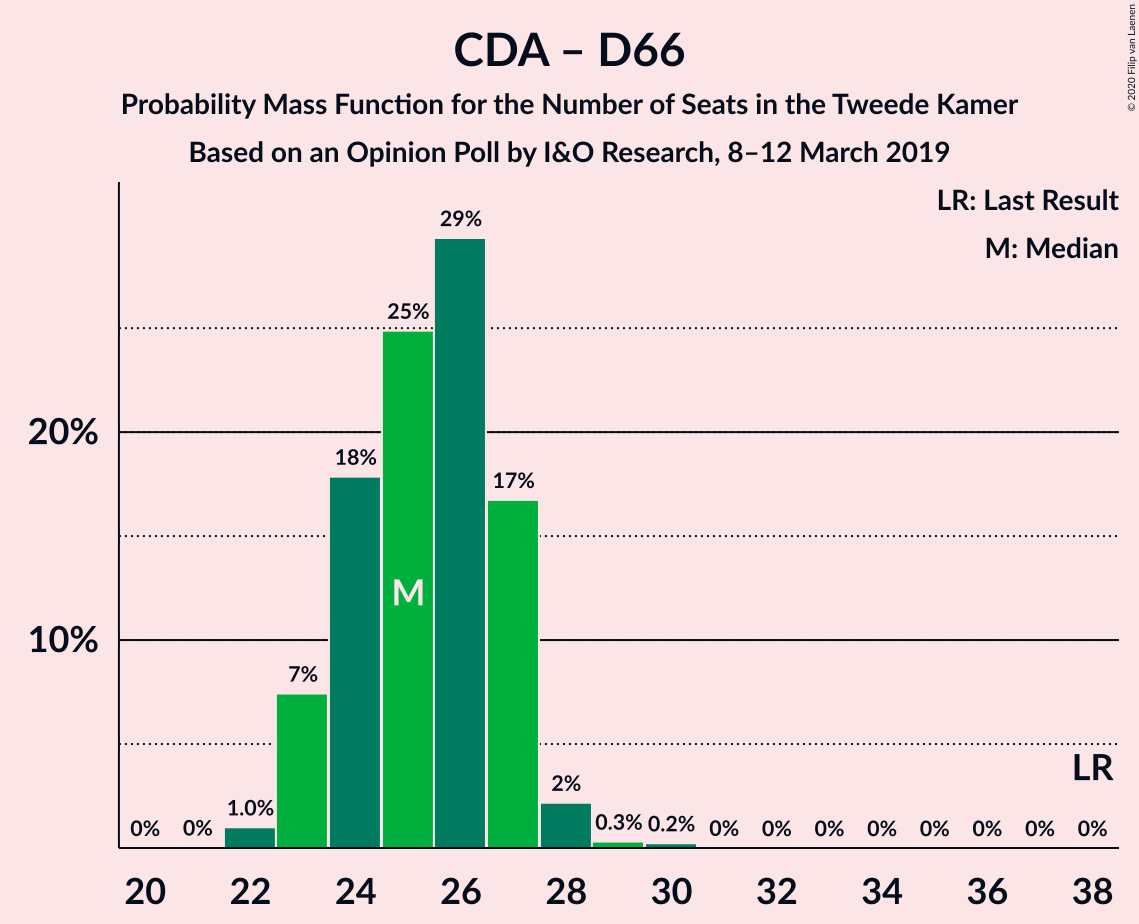 © 2020 Filip van Laenen
CDA – D66
Probability Mass Function for the Number of Seats in the Tweede Kamer
Based on an Opinion Poll by I&O Research, 8–12 March 2019
LR: Last Result
M: Median
29%
25%
20%
18%
17%
M
10%
7%
LR
2%
1.0%
0.3% 0.2%
0% 0% 0% 0% 0% 0% 0% 0% 0% 0%
20 22 24 26 28 30 32 34 36 38